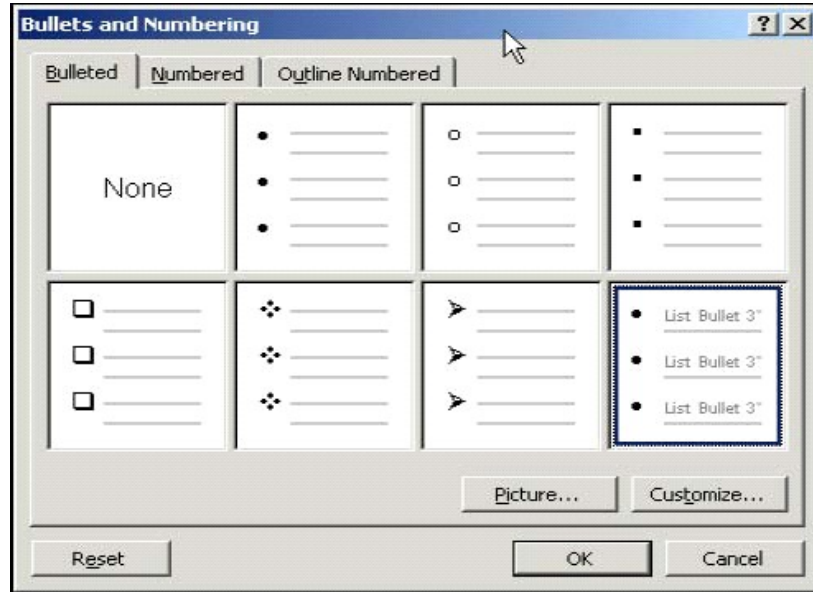 Bullets and Numbering
Bulleted Numbered Outline Numbered
None
List Bullet 3"
List Bullet 3"
List Bullet 3"
Picture... Customize...
Reset OK Cancel